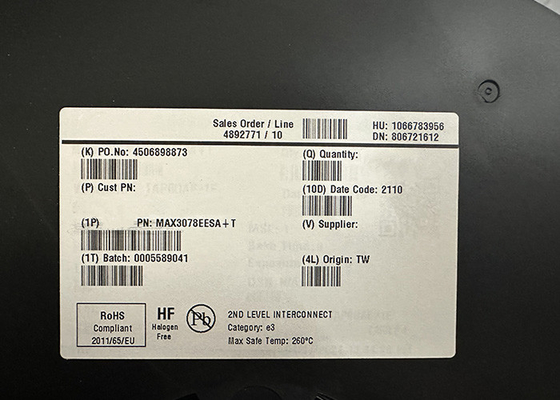 Sales Order / Line
4892771 / 10
HU: 1066783956
DN: 806721612
(K) PO.No: 4506898873
(Q) Quantity:
(P) Cust PN:
(10D) Date Code: 2110
(1P) PN: MAX3078EESA+T
(V) Supplier:
(1T) Batch: 0005589041
(4L) Origin: TW
RoHS
Compliant
2011/65/EU
HF
Halogen
Free
Pb
2ND LEVEL INTERCONNECT
Category: e3
Max Safe Temp: 260°C